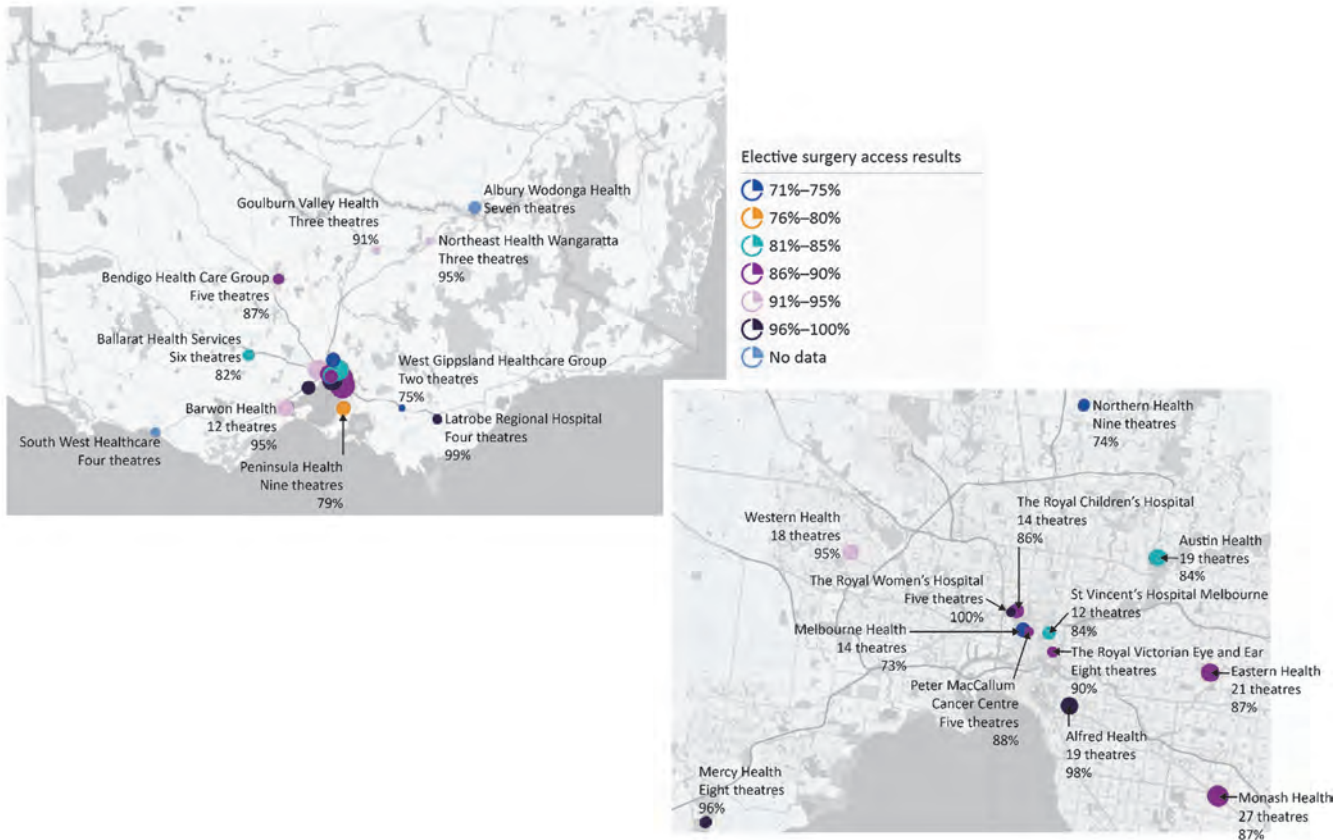 Albury Wodonga Health
Seven theatres
Goulburn Valley Health
Three theatres
91%
Northeast Health Wangaratta
Three theatres
95%
Bendigo Health Care Group
Five theatres
87%
Ballarat Health Services
Six theatres
82%
West Gippsland Healthcare Group
Two theatres
75%
Barwon Health
12 theatres
95%
Latrobe Regional Hospital
Four theatres
99%
South West Healthcare
Four theatres
Peninsula Health
Nine theatres
79%
Elective surgery access results
71%–75%
76%–80%
81%–85%
86%–90%
91%–95%
96%–100%
No data
Northern Health
Nine theatres
74%
The Royal Children's Hospital
14 theatres
86%
Western Health
18 theatres
95%
Austin Health
19 theatres
84%
The Royal Women's Hospital
Five theatres
100%
St Vincent's Hospital Melbourne
12 theatres
84%
Melbourne Health
14 theatres
73%
The Royal Victorian Eye and Ear
Eight theatres
90%
Eastern Health
21 theatres
87%
Peter MacCallum
Cancer Centre
Five theatres
88%
Alfred Health
19 theatres
98%
Mercy Health
Eight theatres
96%
Monash Health
27 theatres
87%